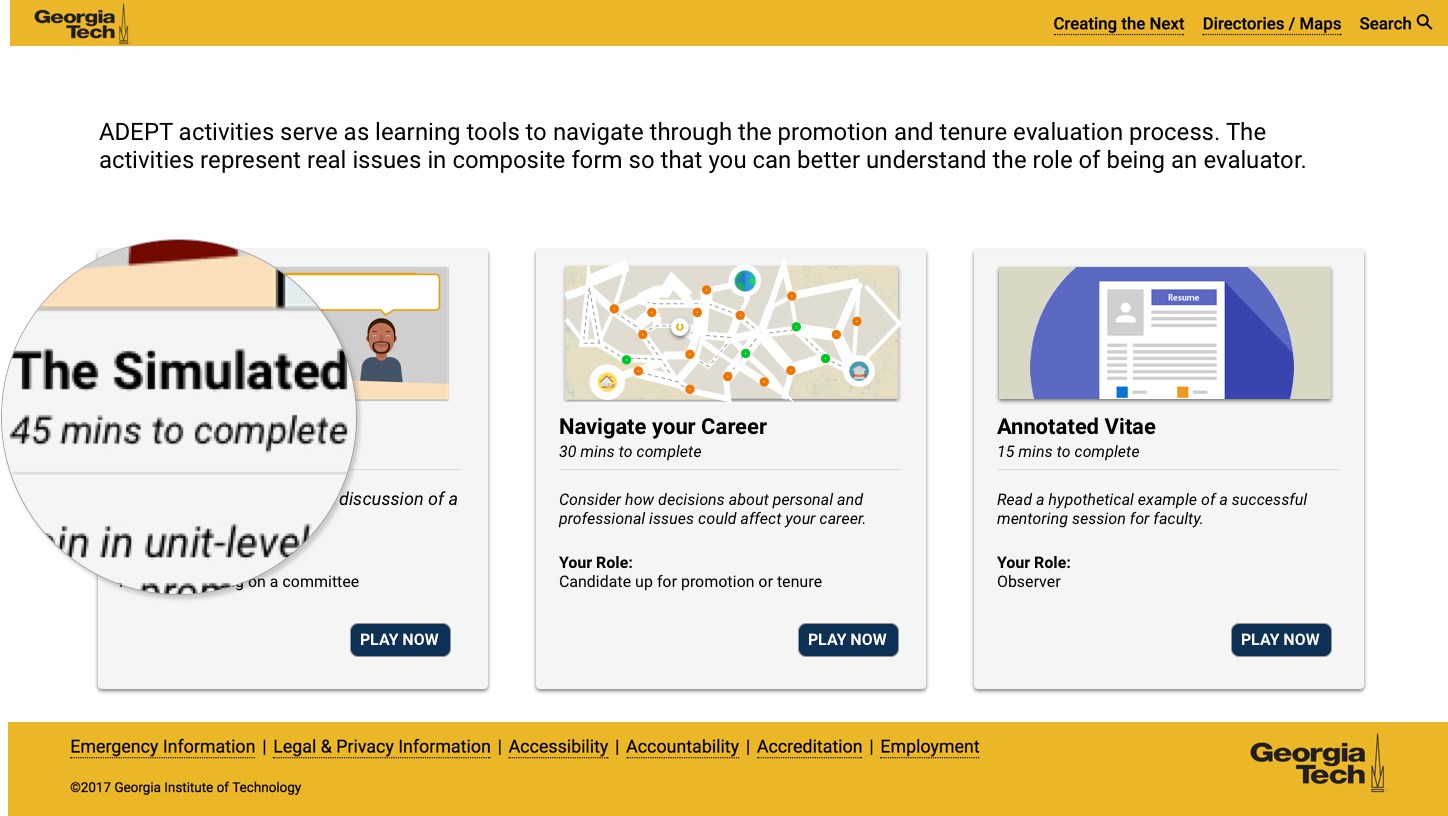 Georgia
Tech
Creating the Next Directories / Maps Search
ADEPT activities serve as learning tools to navigate through the promotion and tenure evaluation process. The
activities represent real issues in composite form so that you can better understand the role of being an evaluator.
The Simulated
45 mins to complete
discussion of a
in unit-level
on a committee
PLAY NOW
Navigate your Career
30 mins to complete
Consider how decisions about personal and
professional issues could affect your career.
Your Role:
Candidate up for promotion or tenure
PLAY NOW
Resume
Annotated Vitae
15 mins to complete
Read a hypothetical example of a successful
mentoring session for faculty.
Your Role:
Observer
PLAY NOW
Emergency Information | Legal & Privacy Information | Accessibility | Accountability | Accreditation | Employment
©2017 Georgia Institute of Technology
Georgia
Tech